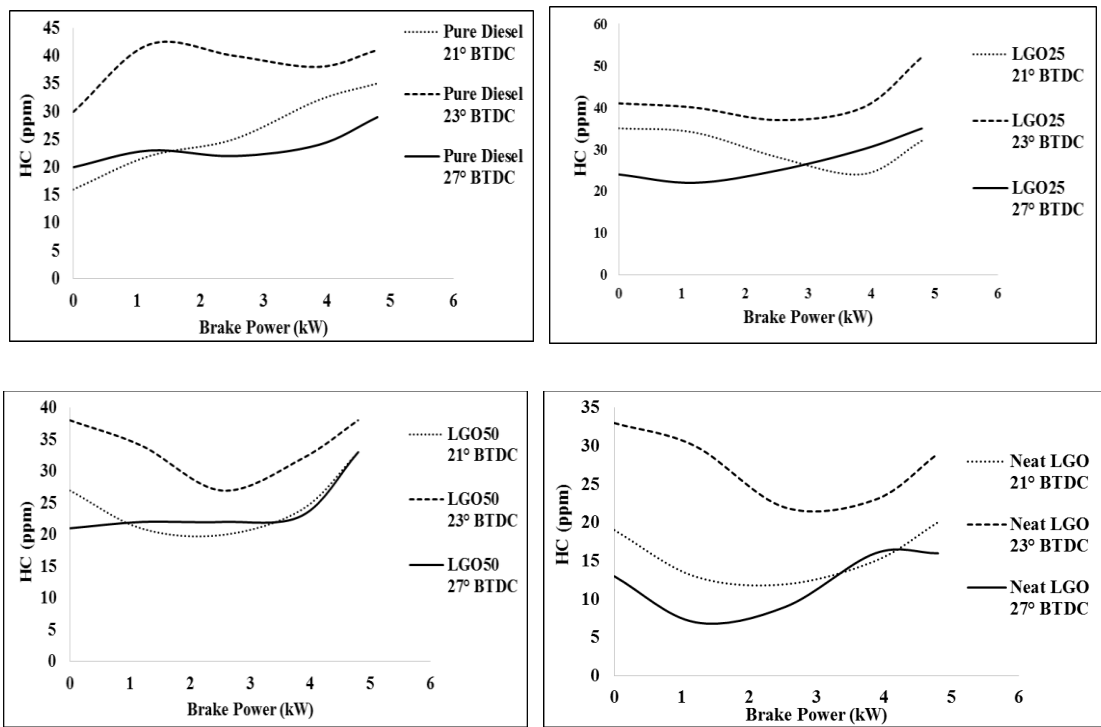 45
40
35
30
25
20
15
10
5
0
HC (ppm)
0 1 2 3 4 5 6
Brake Power (kW)
Pure Diesel
21° BTDC
Pure Diesel
23° BTDC
Pure Diesel
27° BTDC
60
50
40
30
20
10
0
HC (ppm)
0 1 2 3 4 5 6
Brake Power (kW)
LGO25
21° BTDC
LGO25
23° BTDC
LGO25
27° BTDC
40
35
30
25
20
15
10
5
0
HC (ppm)
0 1 2 3 4 5 6
Brake Power (kW)
LGO50
21° BTDC
LGO50
23° BTDC
LGO50
27° BTDC
35
30
25
20
15
10
5
0
HC (ppm)
0 1 2 3 4 5 6
Brake Power (kW)
Neat LGO
21° BTDC
Neat LGO
23° BTDC
Neat LGO
27° BTDC